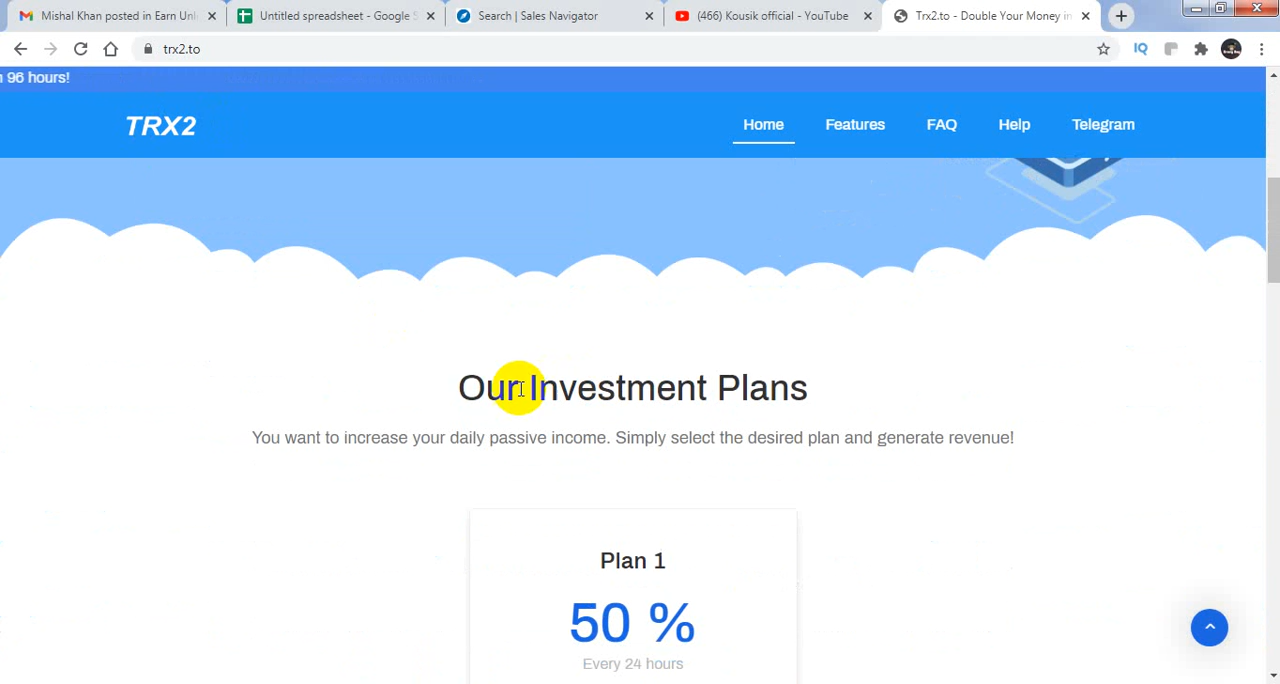 Mishal Khan posted in Earn Unl
Untitled spreadsheet - Google S
Search | Sales Navigator
(466) Kousik official - YouTube
Trx2.to - Double Your Money in
trx2.to
IQ
n 96 hours!
TRX2
Home
Features
FAQ
Help
Telegram
Our Investment Plans
You want to increase your daily passive income. Simply select the desired plan and generate revenue!
Plan 1
50 %
Every 24 hours